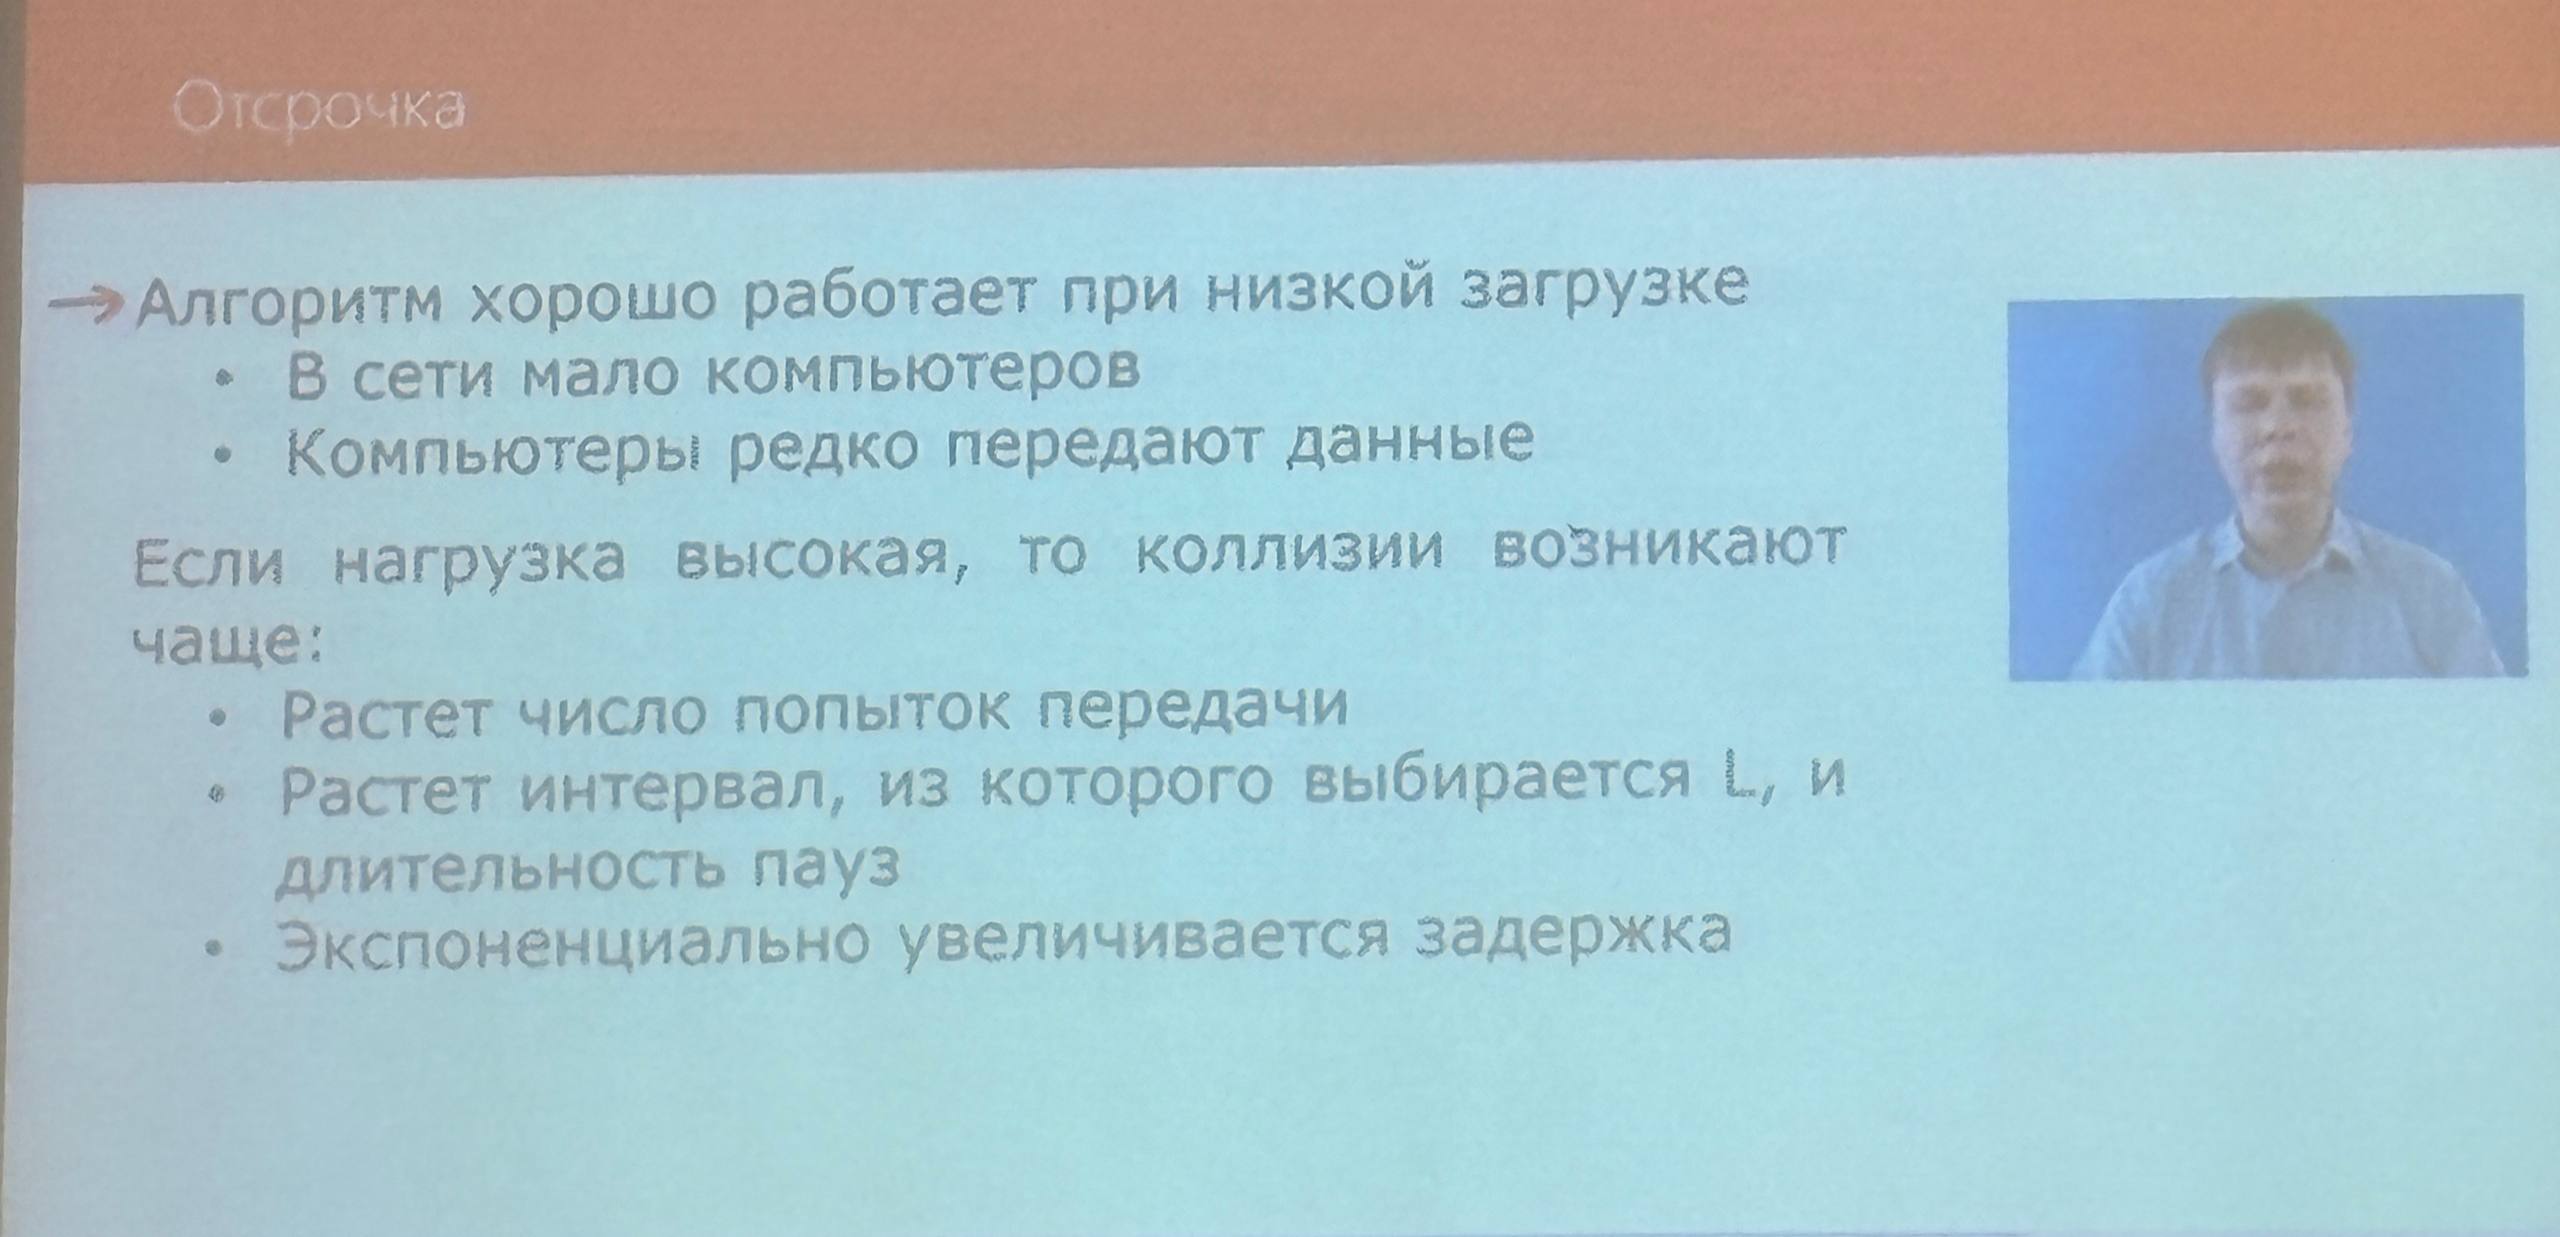 Отсрочка
→Алгоритм хорошо работает при низкой загрузке
• В сети мало компьютеров
• Компьютеры редко передают данные
Если нагрузка высокая, то коллизии возникают
чаще:
• Растет число попыток передачи
• Растет интервал, из которого выбирается L, и
длительность пауз
• Экспоненциально увеличивается задержка